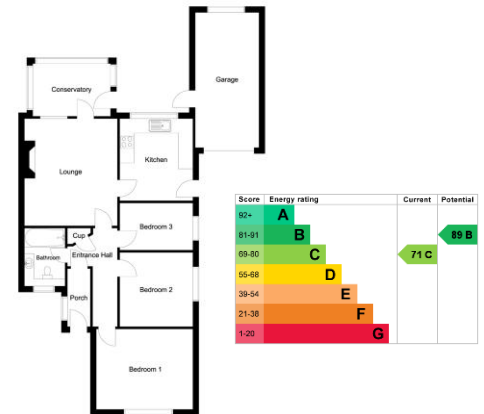 Garage
Conservatory
Kitchen
Lounge
Cup
Bedroom 3
Bathroom
Entrance Hall
Bedroom 2
Porch
Bedroom 1
Score Energy rating Current Potential
92+ A
81-91 B 89 B
69-80 C 71 C
55-68 D
39-54 E
21-38 F
1-20 G